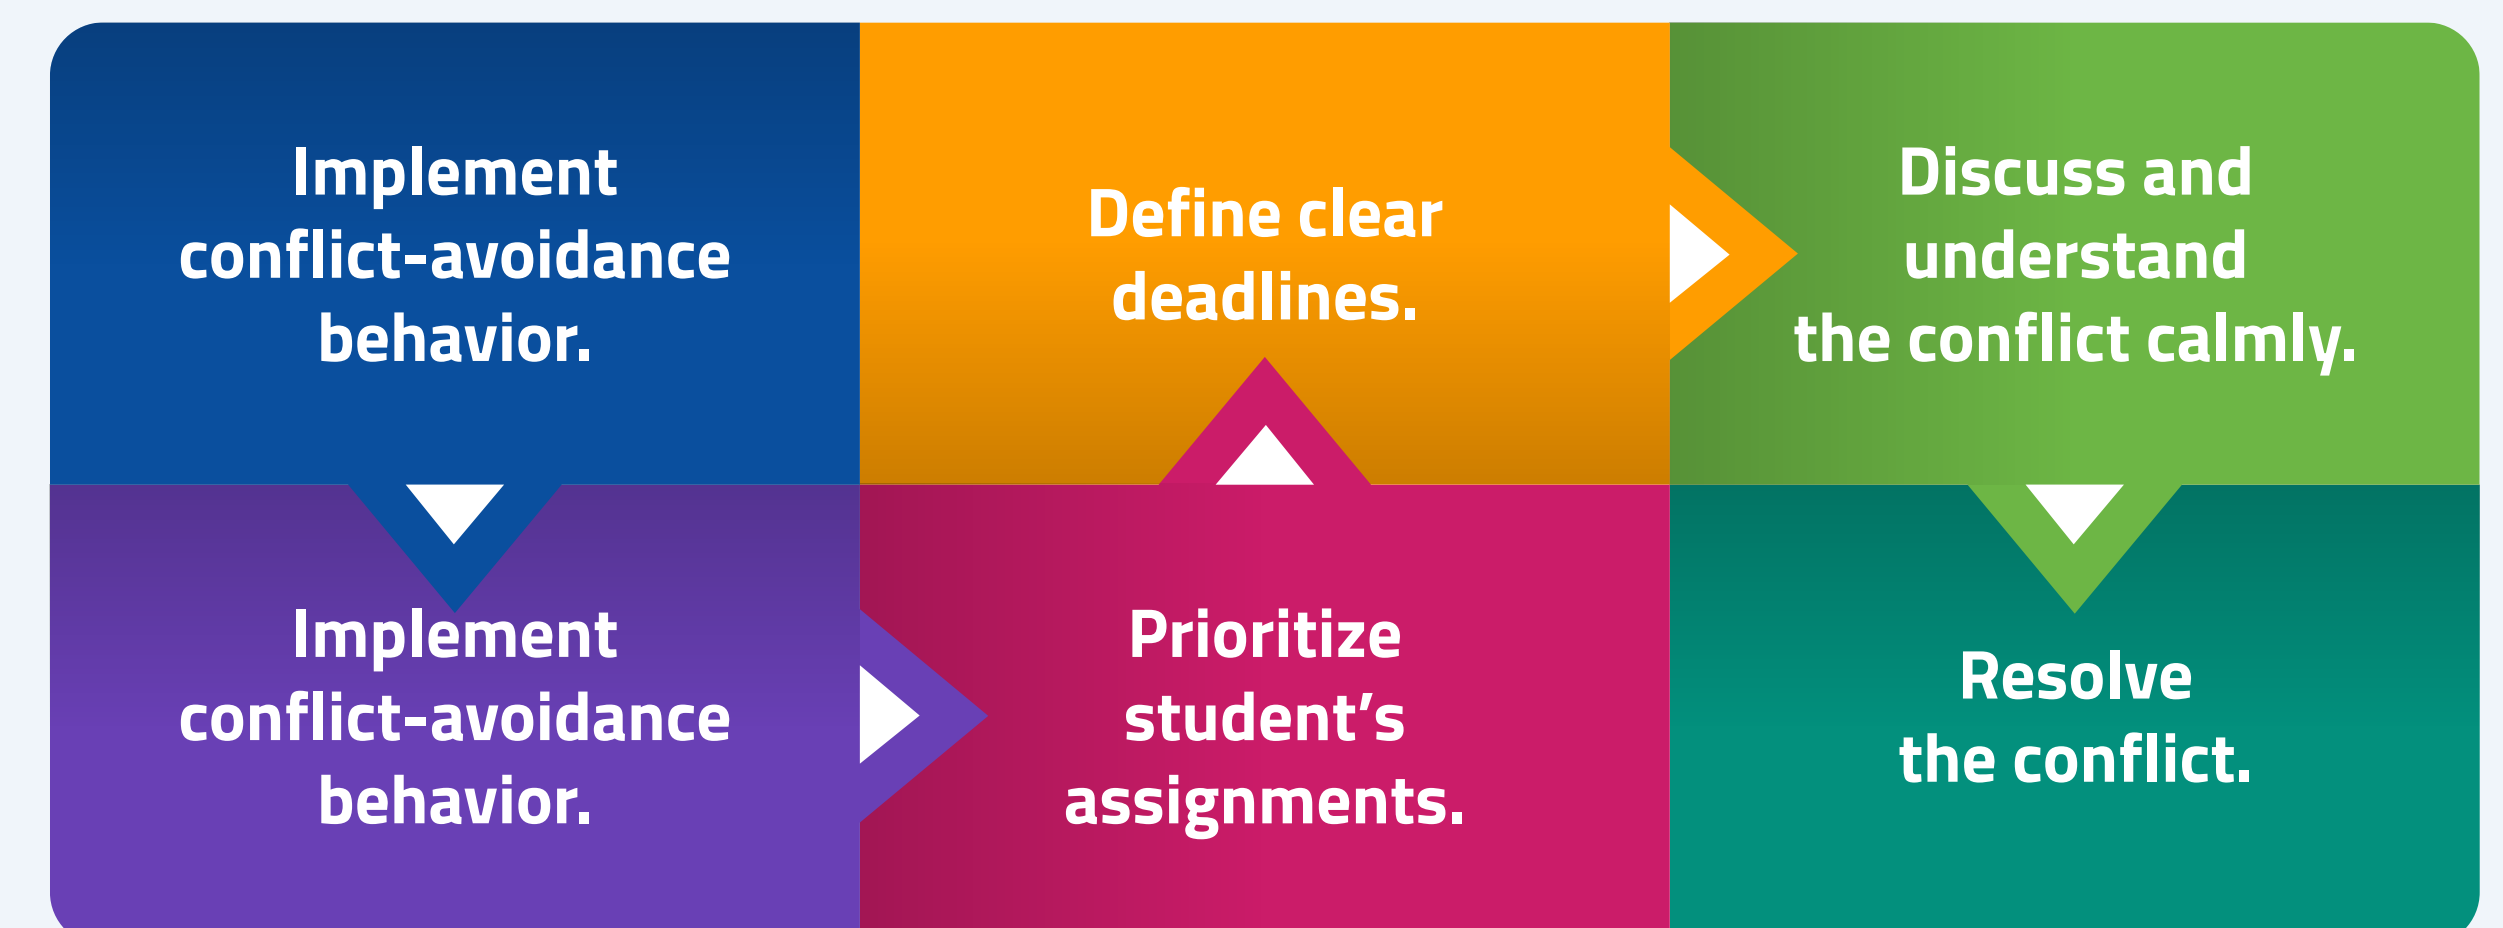 Implement
conflict-avoidance
behavior.
Define clear
deadlines.
Discuss and
understand
the conflict calmly.
Implement
conflict-avoidance
behavior.
Prioritize
student’s
assignments.
Resolve
the conflict.